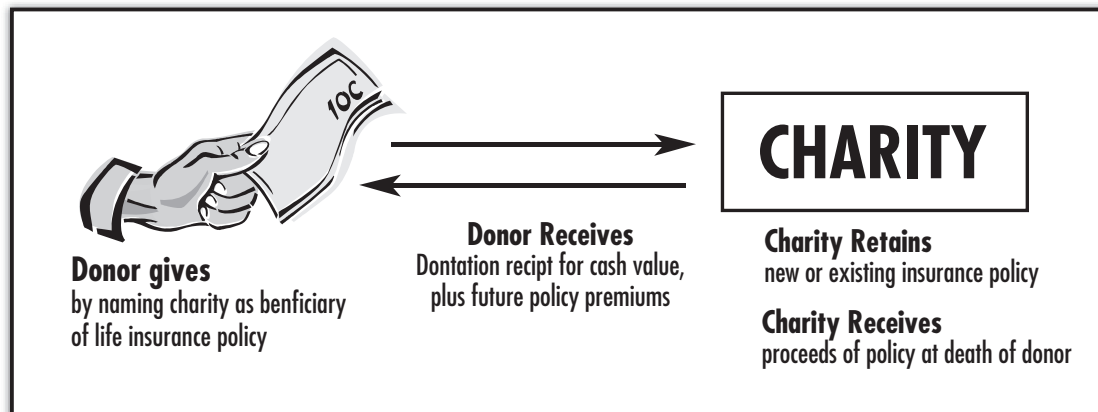 10C
CHARITY
Donor gives
by naming charity as benficiary
of life insurance policy
Donor Receives
Dontation recipt for cash value,
plus future policy premiums
Charity Retains
new or existing insurance policy
Charity Receives
proceeds of policy at death of donor